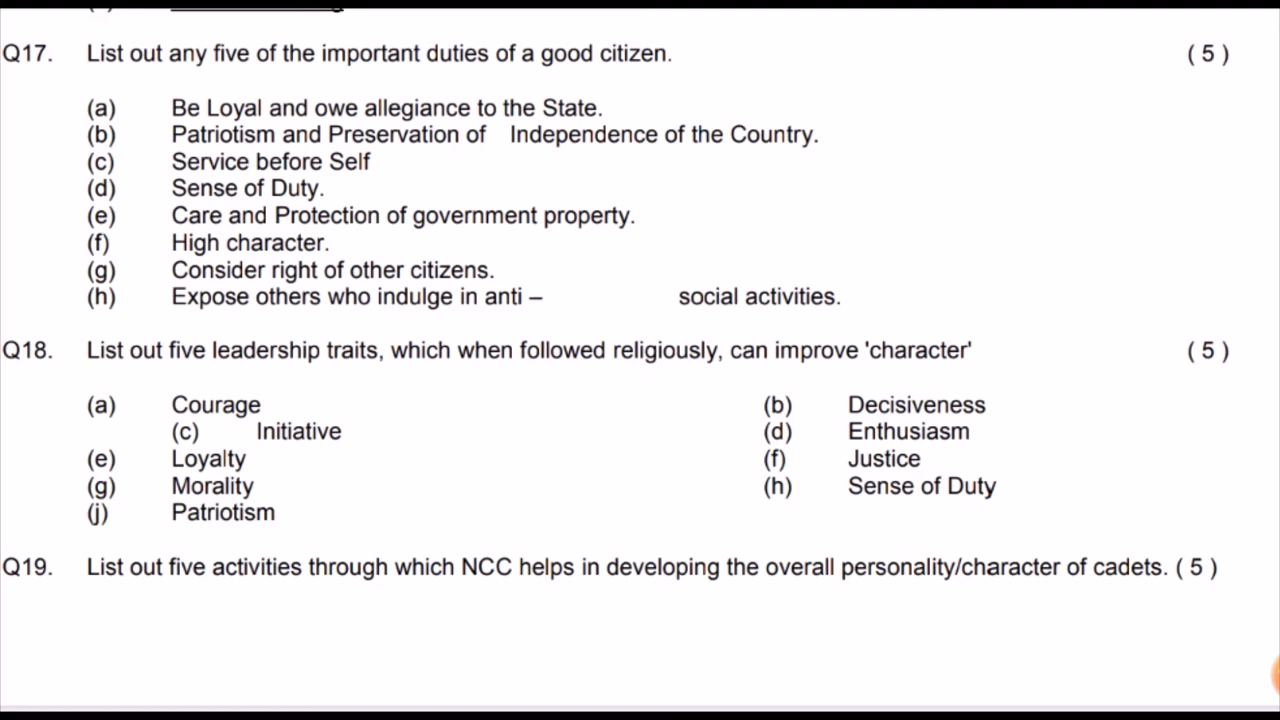 Q17. List out any five of the important duties of a good citizen. ( 5 )
(a) Be Loyal and owe allegiance to the State.
(b) Patriotism and Preservation of Independence of the Country.
(c) Service before Self
(d) Sense of Duty.
(e) Care and Protection of government property.
(f) High character.
(g) Consider right of other citizens.
(h) Expose others who indulge in anti – social activities.
Q18. List out five leadership traits, which when followed religiously, can improve 'character' ( 5 )
(a) Courage (b) Decisiveness
(c) Initiative (d) Enthusiasm
(e) Loyalty (f) Justice
(g) Morality (h) Sense of Duty
(j) Patriotism
Q19. List out five activities through which NCC helps in developing the overall personality/character of cadets. ( 5 )